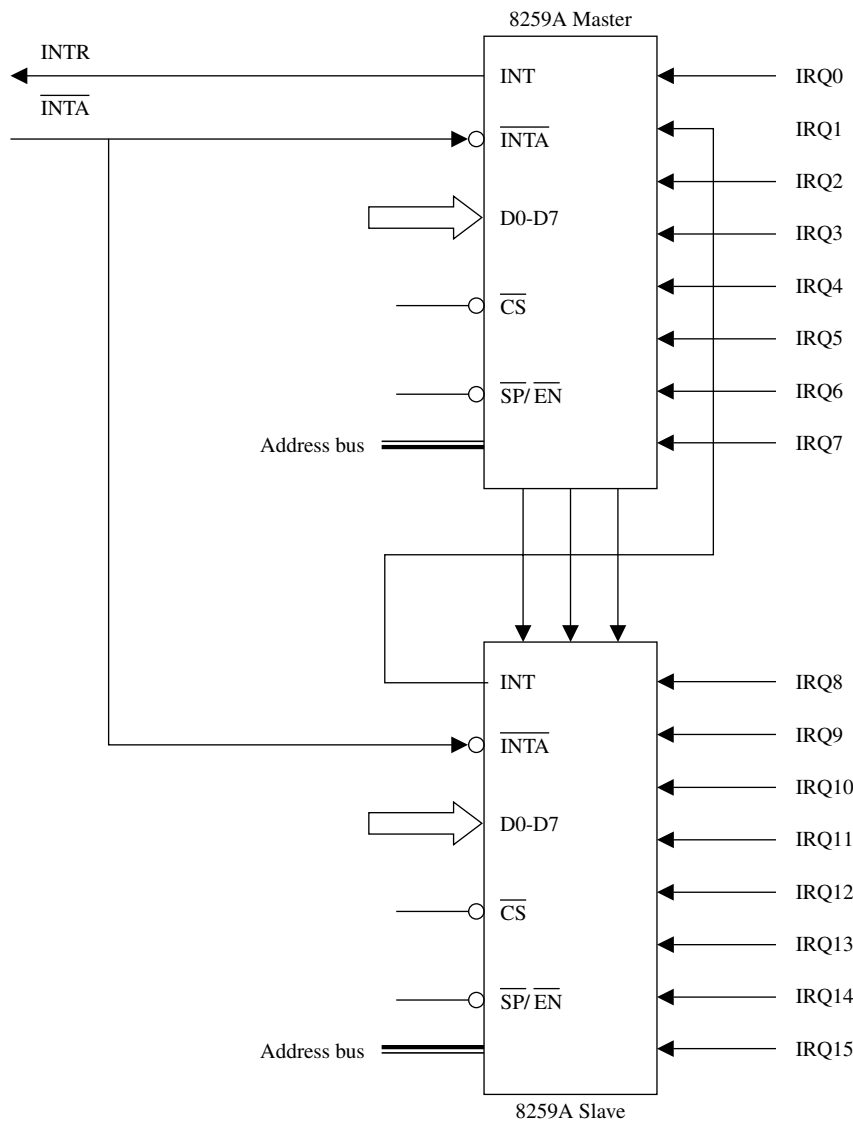 8259A Master
INTR
INT
IRQ0
INTA
IRQ1
INTA
IRQ2
D0-D7
IRQ3
IRQ4
CS
IRQ5
SP/ EN
IRQ6
Address bus
IRQ7
INT
IRQ8
INTA
IRQ9
IRQ10
D0-D7
IRQ11
IRQ12
CS
IRQ13
SP/ EN
IRQ14
Address bus
IRQ15
8259A Slave